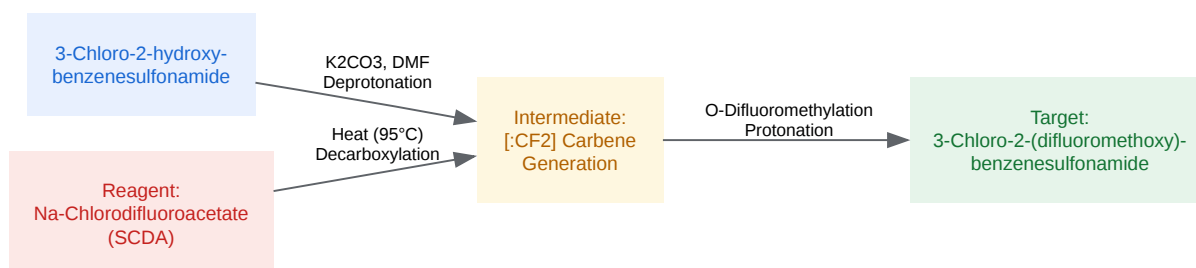 3-Chloro-2-hydroxy-
benzenesulfonamide
K2CO3, DMF
Deprotonation
Heat (95°C)
Decarboxylation
Reagent:
Na-Chlorodifluoroacetate
(SCDA)
Intermediate:
[:CF2] Carbene
Generation
O-Difluoromethylation
Protonation
Target:
3-Chloro-2-(difluoromethoxy)-
benzenesulfonamide